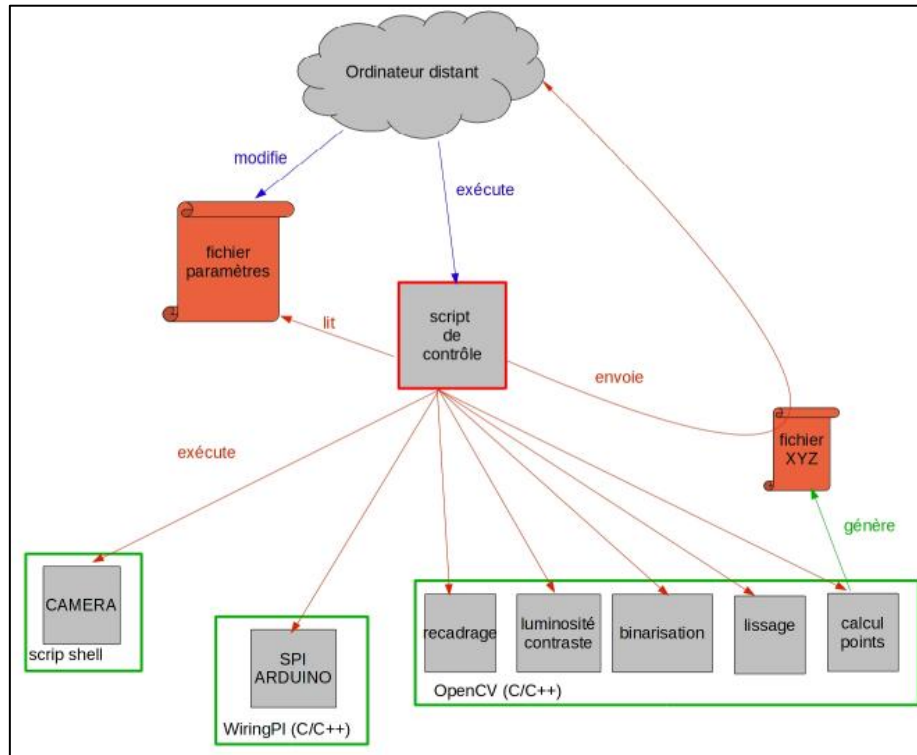 Ordinateur distant
modifie
exécute
fichier
paramètres
lit
script
de
contrôle
envoie
fichier
XYZ
exécute
génère
CAMERA
scrip shell
SPI
ARDUINO
WiringPI (C/C++)
recadrage
luminosité
contraste
binarisation
lissage
calcul
points
OpenCV (C/C++)